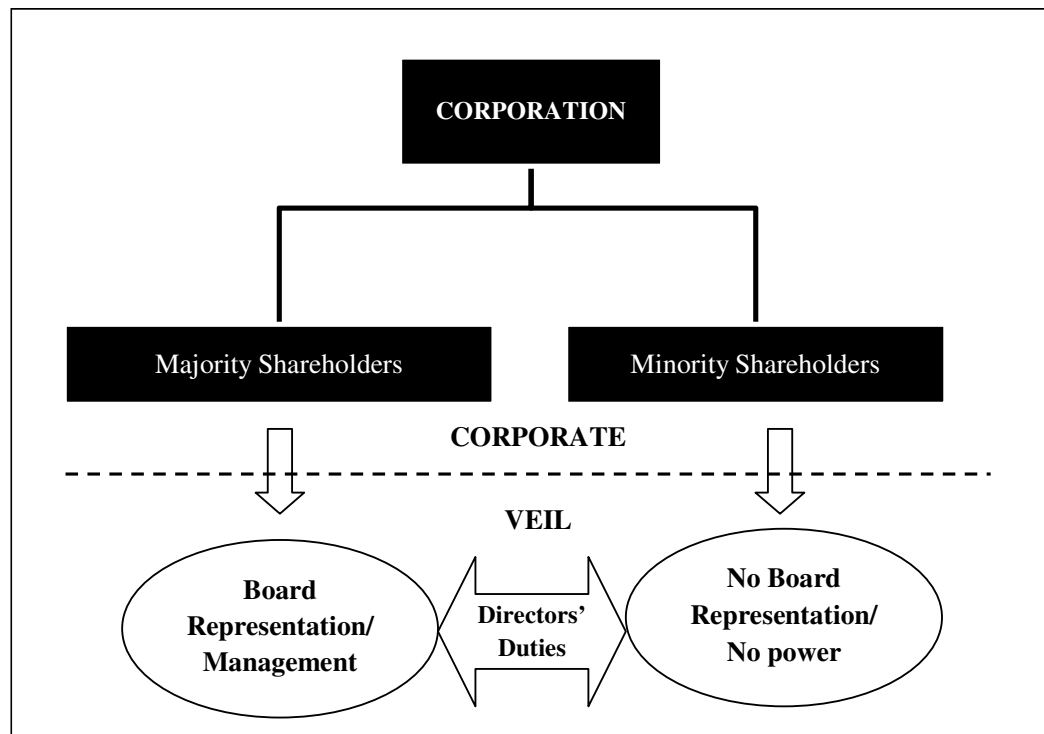 CORPORATION
Majority Shareholders
Minority Shareholders
CORPORATE
VEIL
Board
Representation/
Management
Directors’
Duties
No Board
Representation/
No power